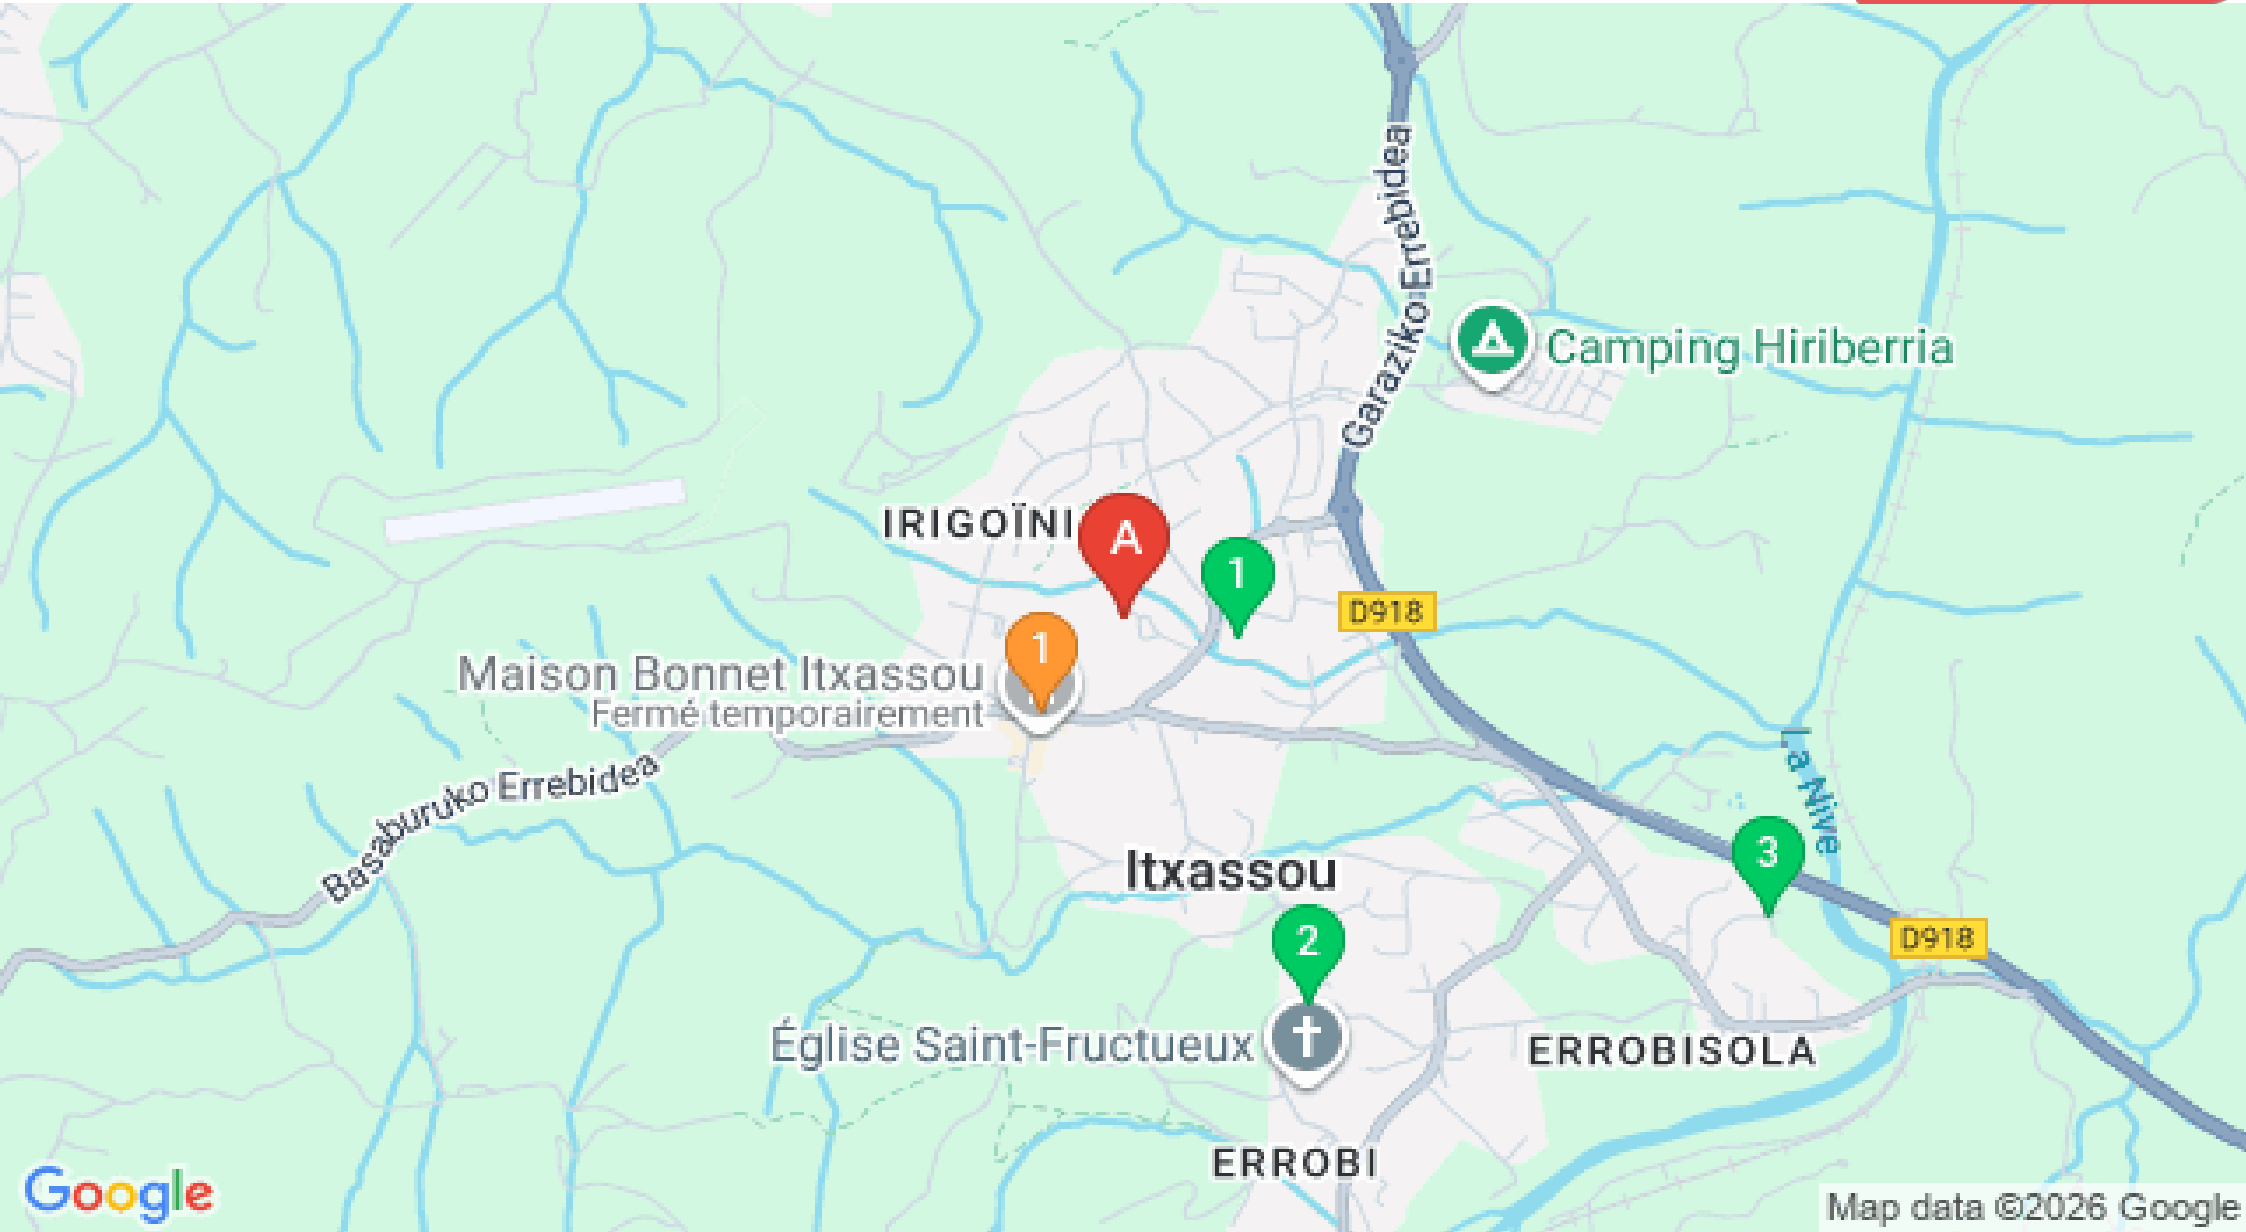 Garaziko Errebidea
Camping Hiriberria
IRIGOÏNI
A
1
D918
1
Maison Bonnet Itxassou
Fermé temporairement
La Nive
Basaburuko Errebidea
3
Itxassou
2
D918
Église Saint-Fructueux
ERROBISOLA
ERROBI
Google
Map data ©2026 Google